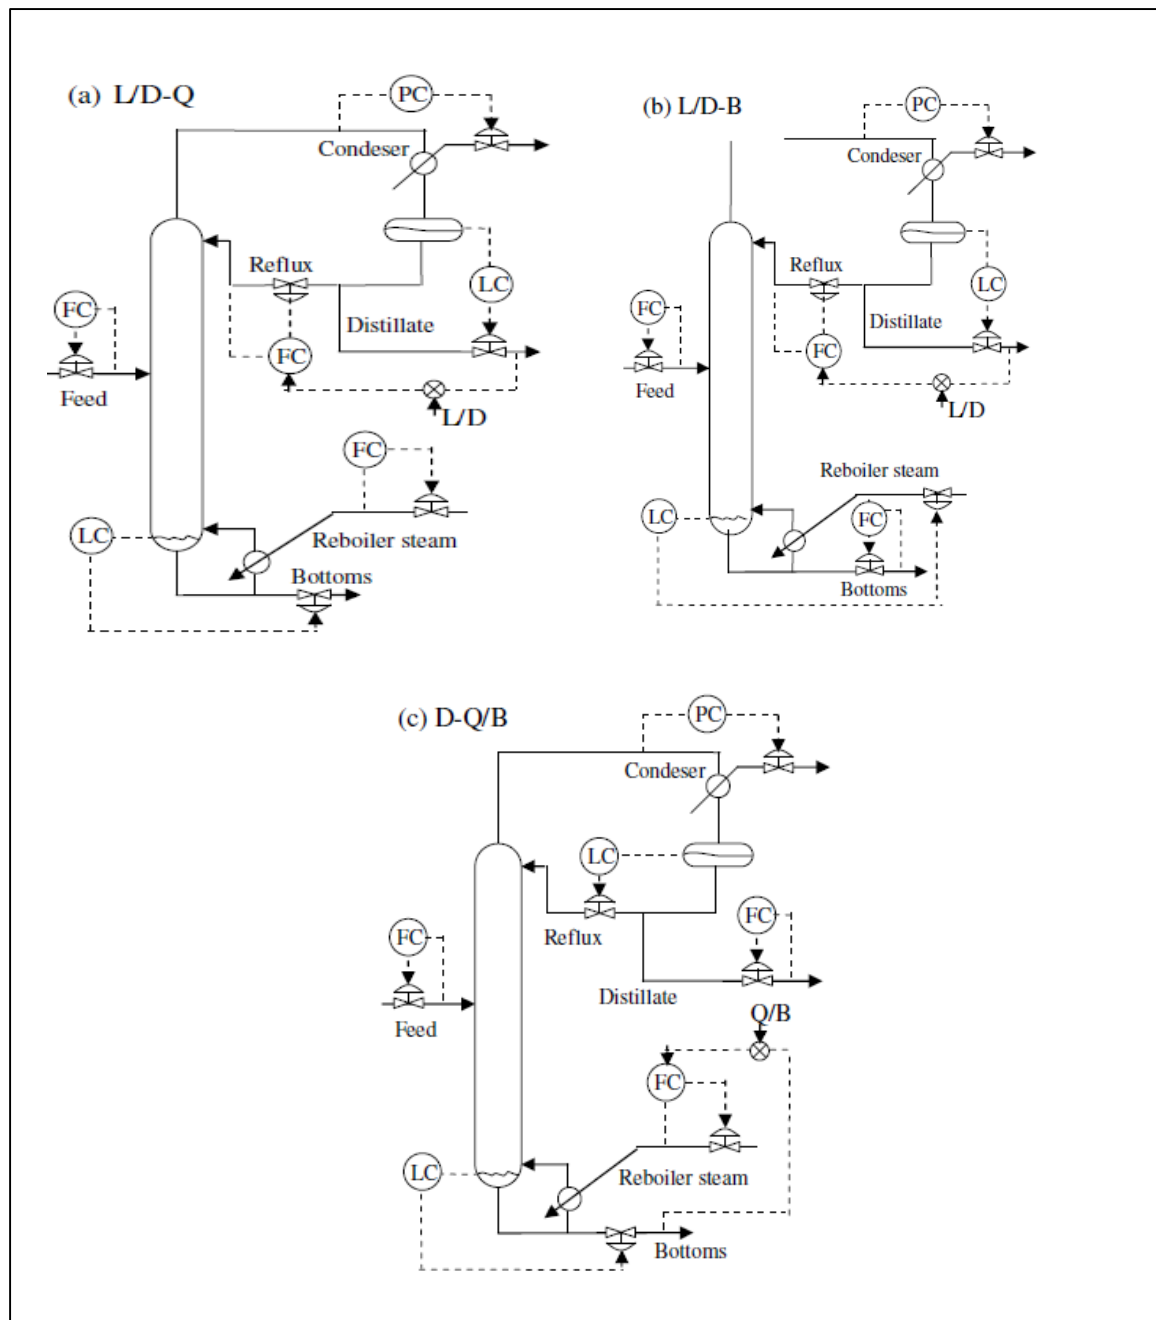 (a) L/D-Q
PC
Condeser
Reflux
LC
FC
Distillate
FC
Feed
L/D
FC
LC
Reboiler steam
Bottoms
(b) L/D-B
PC
Condeser
Reflux
LC
FC
Distillate
FC
Feed
L/D
Reboiler steam
LC
FC
Bottoms
(c) D-Q/B
PC
Condeser
LC
FC
FC
Reflux
Distillate
Feed
Q/B
FC
LC
Reboiler steam
Bottoms